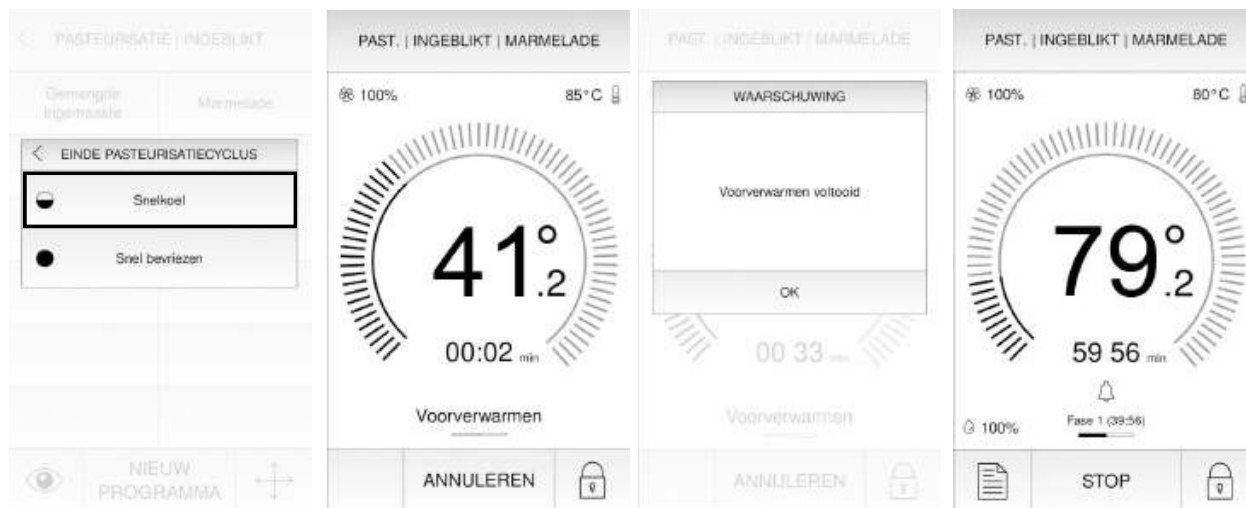 PASTEURISATIE | INGEBLIKT
Gemengde
Ingemaakte
Marmelade
EINDE PASTEURISATIECYCLUS
Snelkoel
Snel bevriezen
NIEUW
PROGRAMMA
PAST. | INGEBLIKT | MARMELADE
100%
85°C
41°.2
00:02 min
Voorverwarmen
ANNULEREN
PAST. | INGEBLIKT | MARMELADE
WAARSCHUWING
Voorverwarmen voltooid
OK
00 33 min
Voorverwarmen
ANNULEREN
PAST. | INGEBLIKT | MARMELADE
100%
80°C
79°.2
59 56 min
100%
Fase 1 (39:56)
STOP